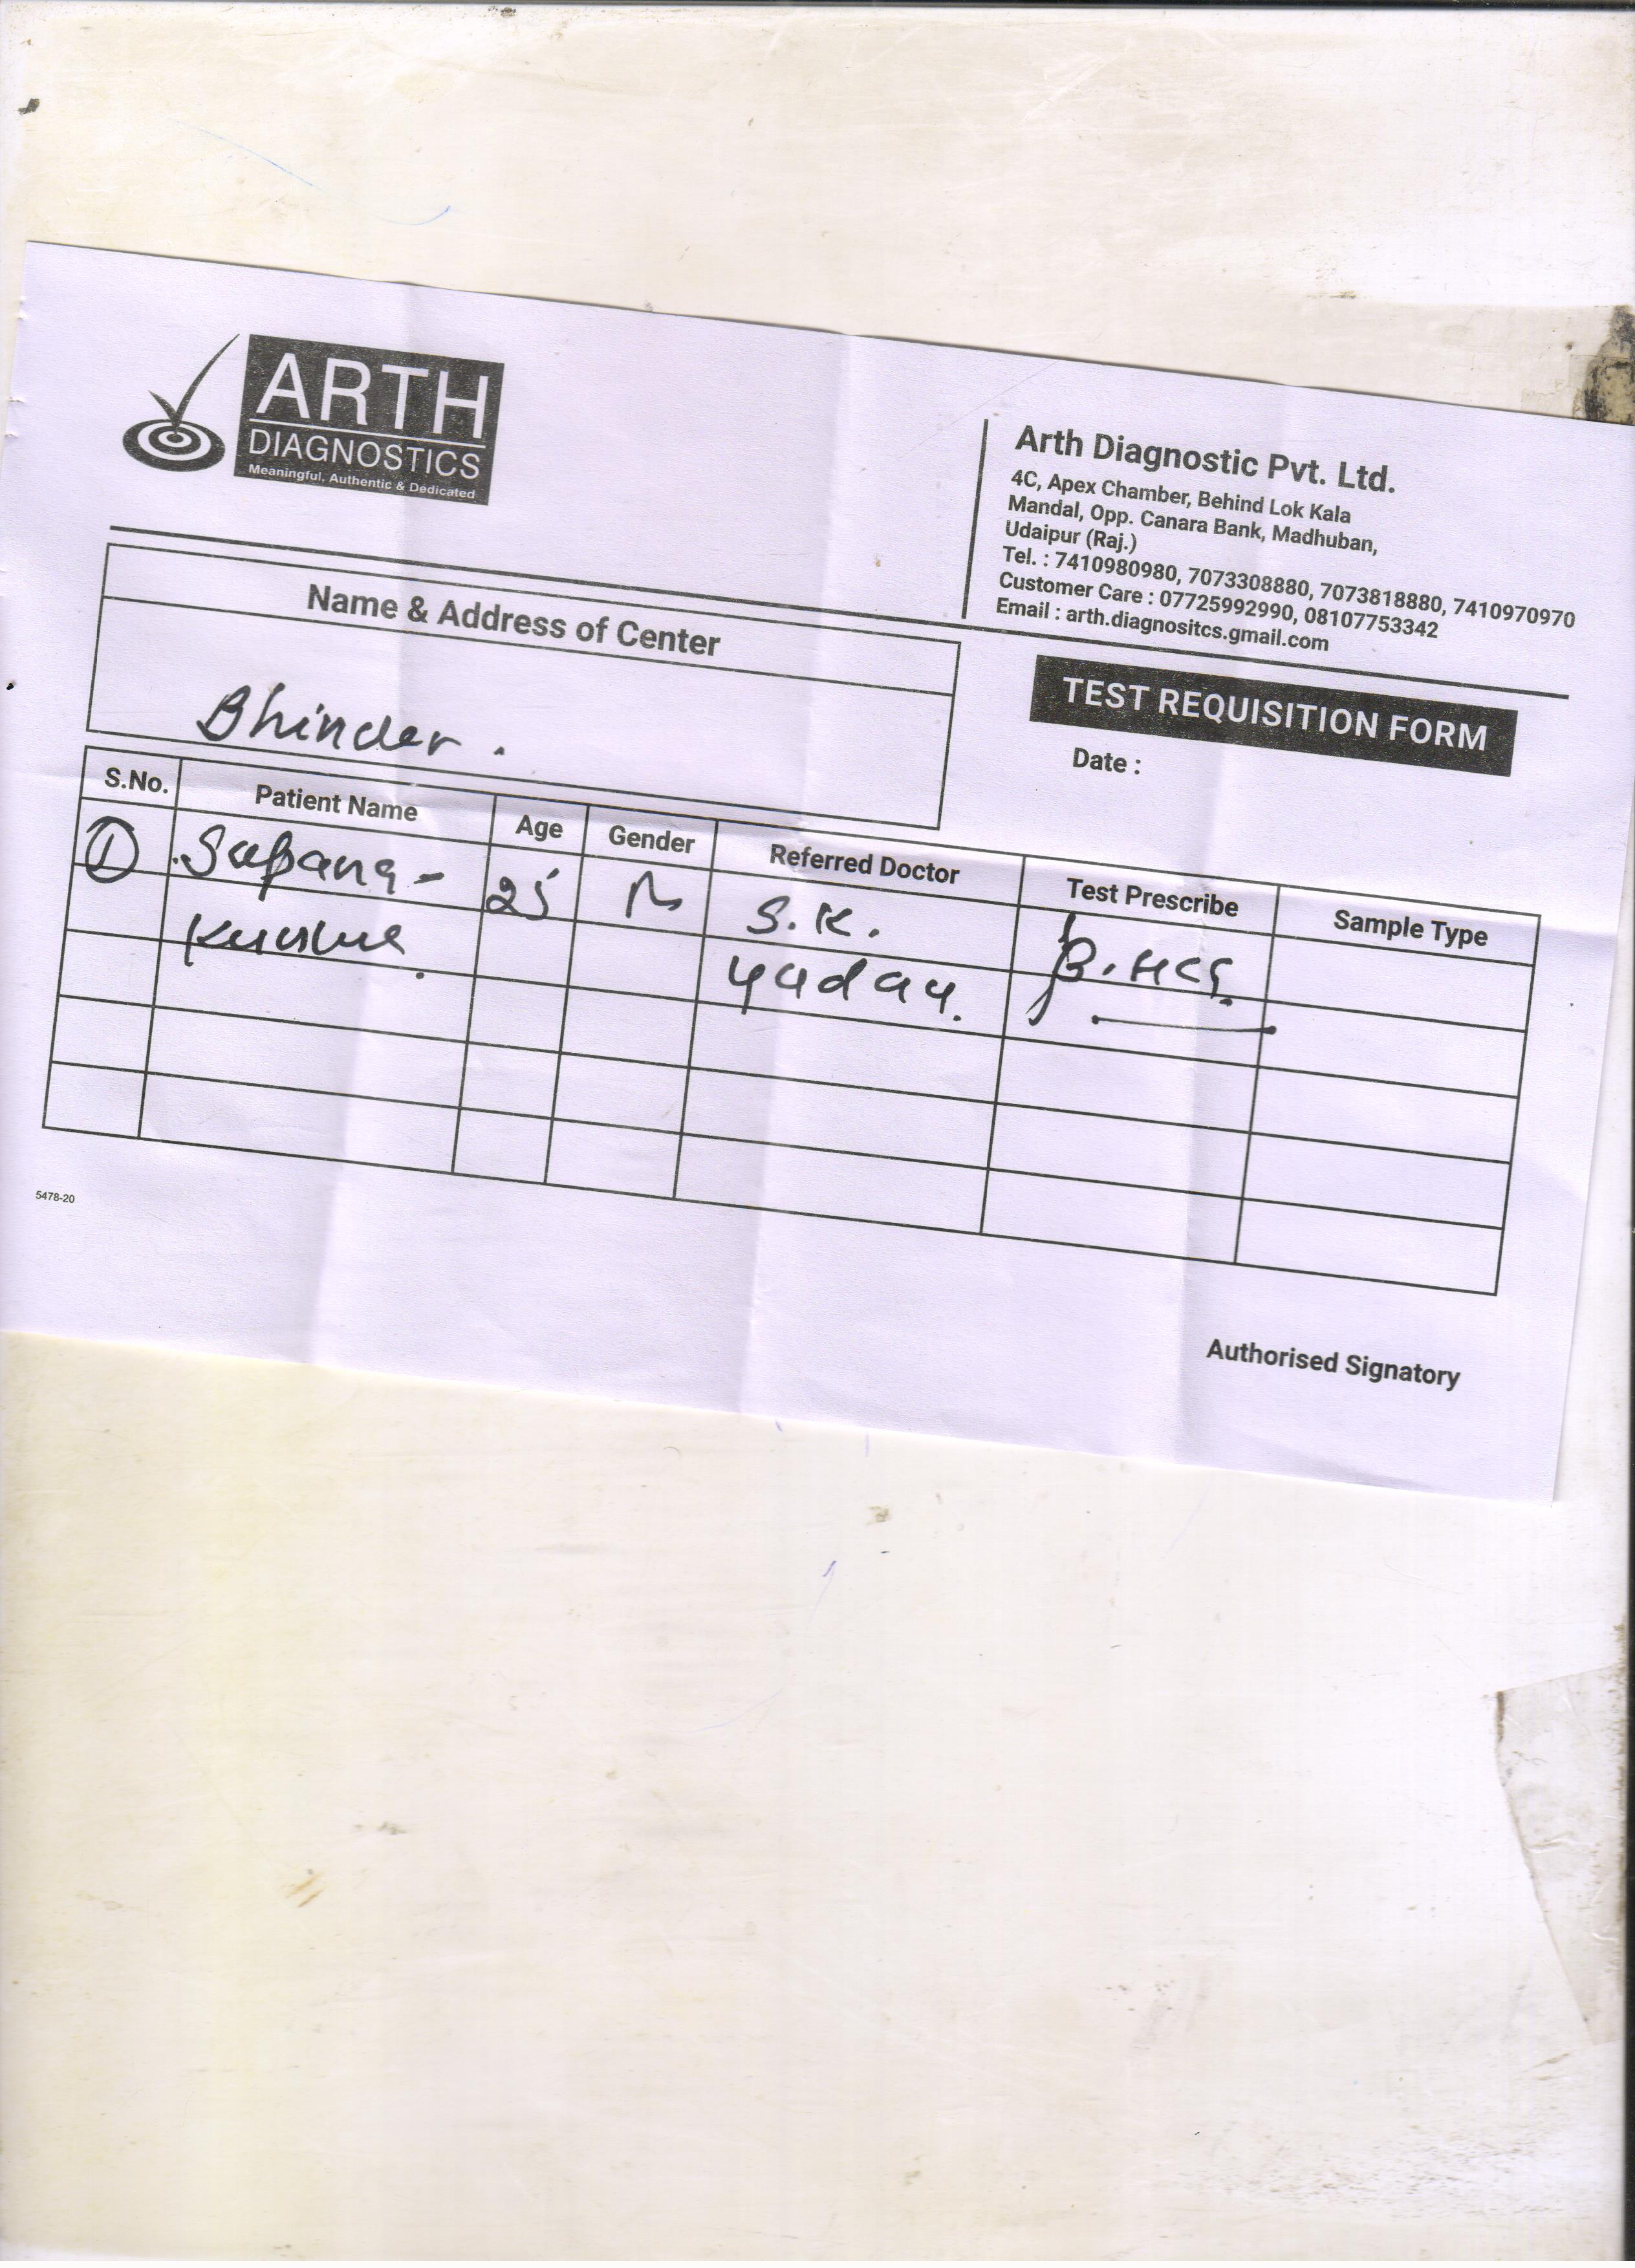 ARTH
DIAGNOSTICS
Meaningful, Authentic & Dedicated
Arth Diagnostic Pvt. Ltd.
4C, Apex Chamber, Behind Lok Kala
Mandal, Opp. Canara Bank, Madhuban,
Udaipur (Raj.)
Tel. : 7410980980, 7073308880, 7073818880, 7410970970
Customer Care : 07725992990, 08107753342
Email : arth.diagnositcs.gmail.com
Name & Address of Center
Bhinder.
TEST REQUISITION FORM
Date :
S.No. Patient Name Age Gender Referred Doctor Test Prescribe Sample Type
1 Sapana - 25 S.K. β.HCG
Yadav.
5478-20
Authorised Signatory